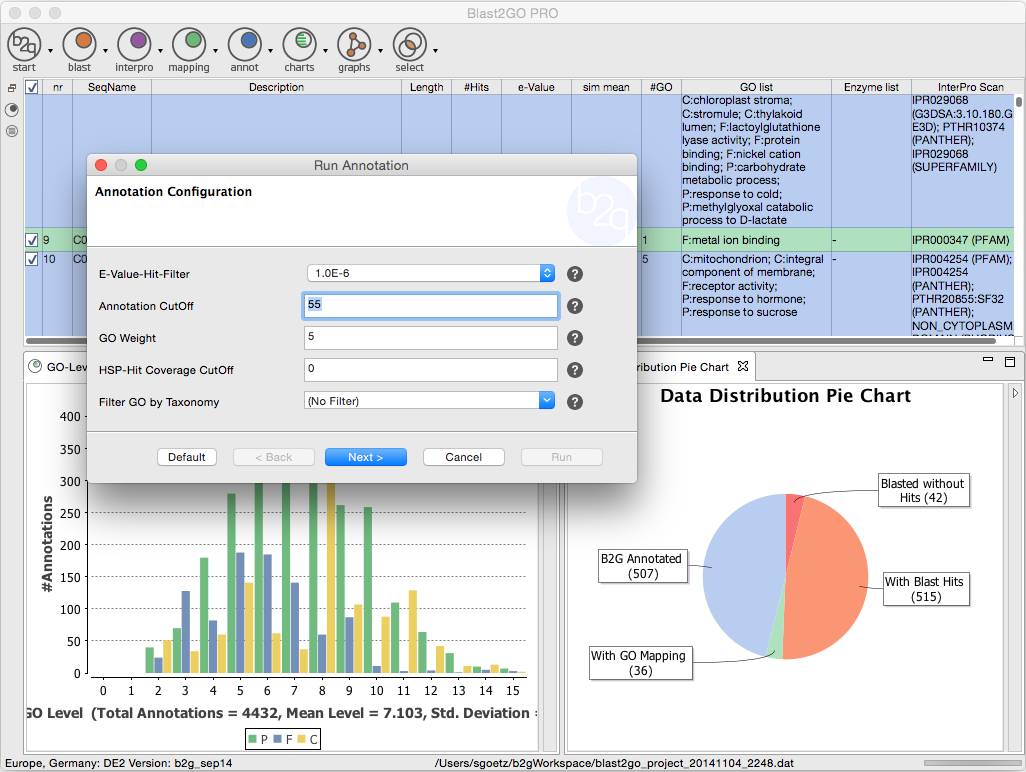 Blast2GO PRO
b2g
start
blast
interpro
mapping
annot
charts
graphs
select
nr SeqName Description Length #Hits e-Value sim mean #GO GO list Enzyme list InterPro Scan
C:chloroplast stroma;
C:stromule; C:thylakoid
lumen; F:lactoylglutathione
lyase activity; F:protein
binding; F:nickel cation
binding; P:carbohydrate
metabolic process;
P:response to cold;
P:methylglyoxal catabolic
process to D-lactate
IPR029068
(G3DSA:3.10.180.G
E3D); PTHR10374
(PANTHER);
IPR029068
(SUPERFAMILY)
9 C0 1 F:metal ion binding - IPR000347 (PFAM)
10 C0 5
C:mitochondrion; C:integral
component of membrane;
F:receptor activity;
P:response to hormone;
P:response to sucrose
-
IPR004254 (PFAM);
IPR004254
(PANTHER);
PTHR20855:SF32
(PANTHER);
NON_CYTOPLASM
Run Annotation
Annotation Configuration
b2g
E-Value-Hit-Filter 1.0E-6 ?
Annotation CutOff 55 ?
GO Weight 5 ?
HSP-Hit Coverage CutOff 0 ?
Filter GO by Taxonomy (No Filter) ?
Default < Back Next > Cancel Run
GO-Lev
400
350
300
250
200
150
100
50
0
#Annotations
0 1 2 3 4 5 6 7 8 9 10 11 12 13 14 15
GO Level (Total Annotations = 4432, Mean Level = 7.103, Std. Deviation =
P F C
ribution Pie Chart
Data Distribution Pie Chart
Blasted without
Hits (42)
B2G Annotated
(507)
With Blast Hits
(515)
With GO Mapping
(36)
Europe, Germany: DE2 Version: b2g_sep14
/Users/sgoetz/b2gWorkspace/blast2go_project_20141104_2248.dat